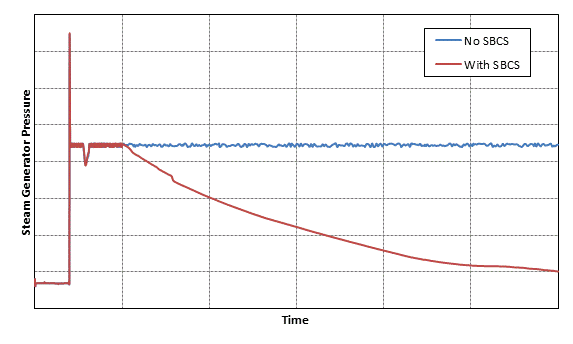 No SBCS
With SBCS
Steam Generator Pressure
Time